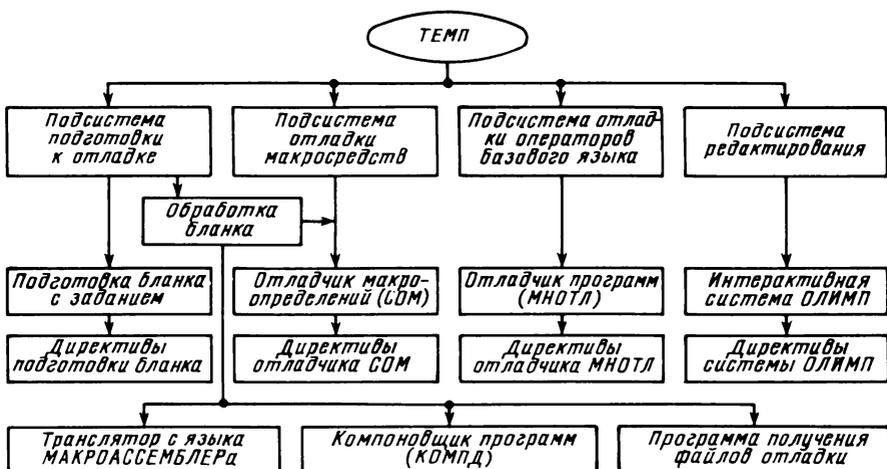 ТЕМП
Подсистема
подготовки
к отладке
Подсистема
отладки
макросредств
Подсистема отлад-
ки операторов
базового языка
Подсистема
редактирования
Обработка
бланка
Подготовка бланка
с заданием
Отладчик макро-
определений (СОМ)
Отладчик программ
(МНОТЛ)
Интерактивная
система ОЛИМП
Директивы
подготовки бланка
Директивы
отладчика СОМ
Директивы
отладчика МНОТЛ
Директивы
системы ОЛИМП
Транслятор с языка
МАКРОАССЕМБЛЕРа
Компоновщик программ
(КОМПД)
Программа получения
файлов отладки